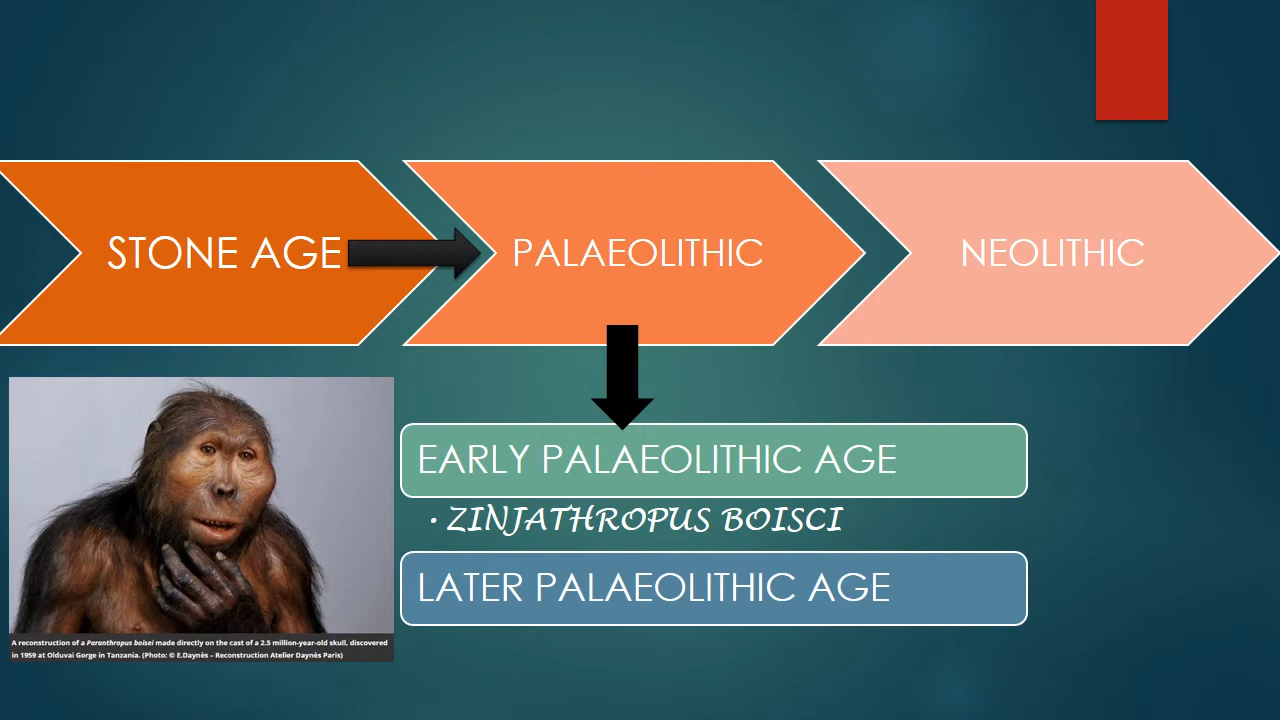 STONE AGE
PALAEOLITHIC
NEOLITHIC
EARLY PALAEOLITHIC AGE
• ZINJATHROPUS BOISCI
LATER PALAEOLITHIC AGE
A reconstruction of a Paranthropus boisei made directly on the cast of a 2.5 million-year-old skull, discovered
in 1959 at Olduvai Gorge in Tanzania. (Photo: © E.Daynès – Reconstruction Atelier Daynès Paris)